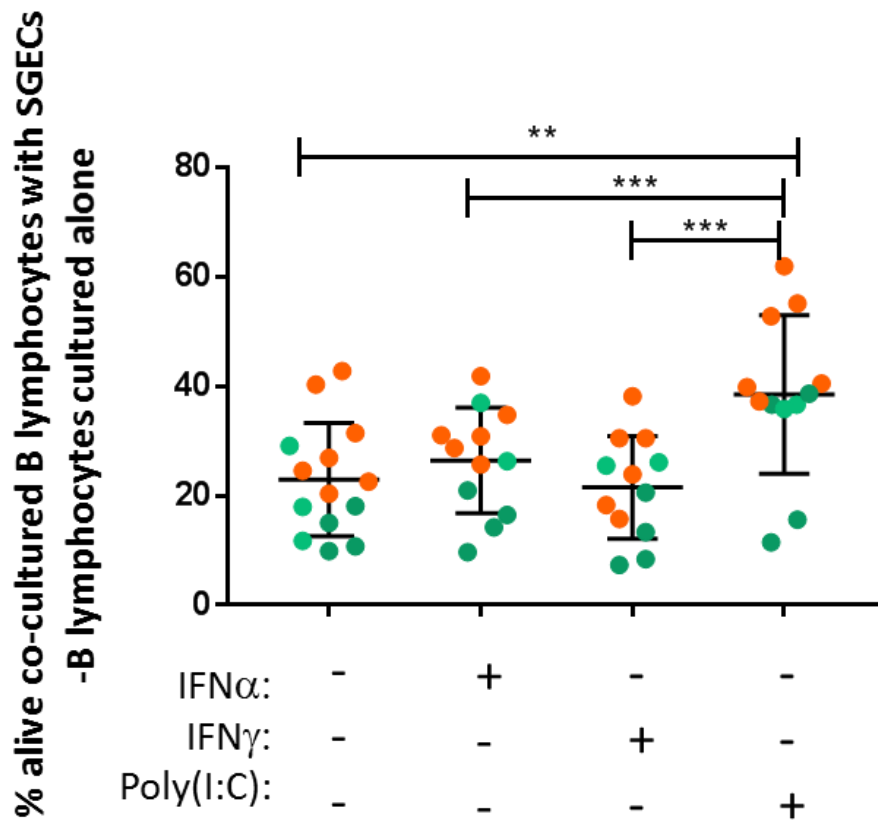 % alive co-cultured B lymphocytes with SGECs
-B lymphocytes cultured alone
**
***
***
80
60
40
20
0
IFNα: - + - -
IFNγ: - - + -
Poly(I:C): - - - +